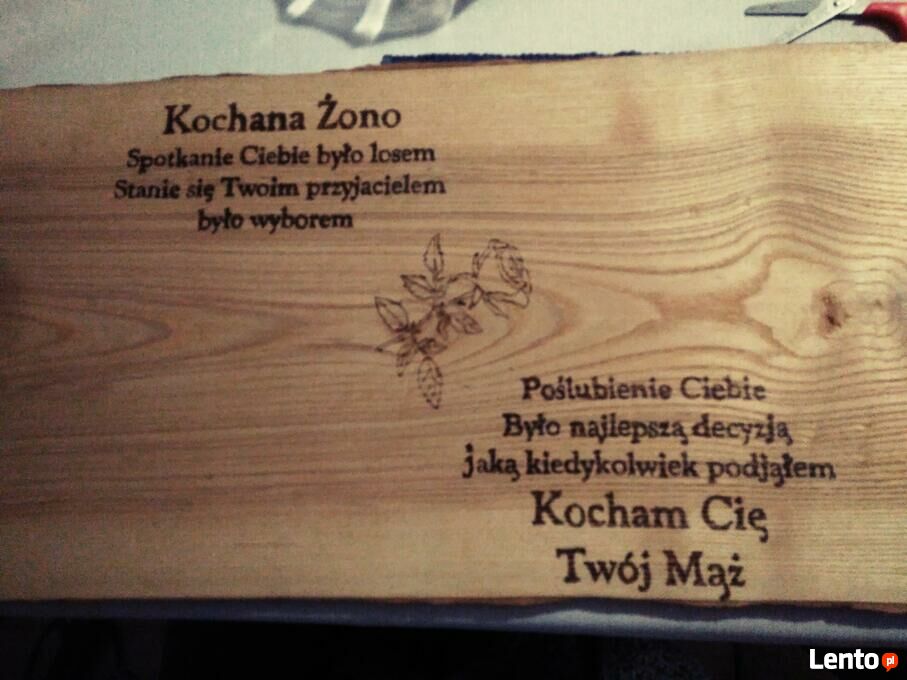 Kochana Żono
Spotkanie Ciebie było losem
Stanie się Twoim przyjacielem
było wyborem
Poślubienie Ciebie
Było najlepszą decyzją
jaką kiedykolwiek podjąłem
Kocham Cię
Twój Mąż
Lento pl